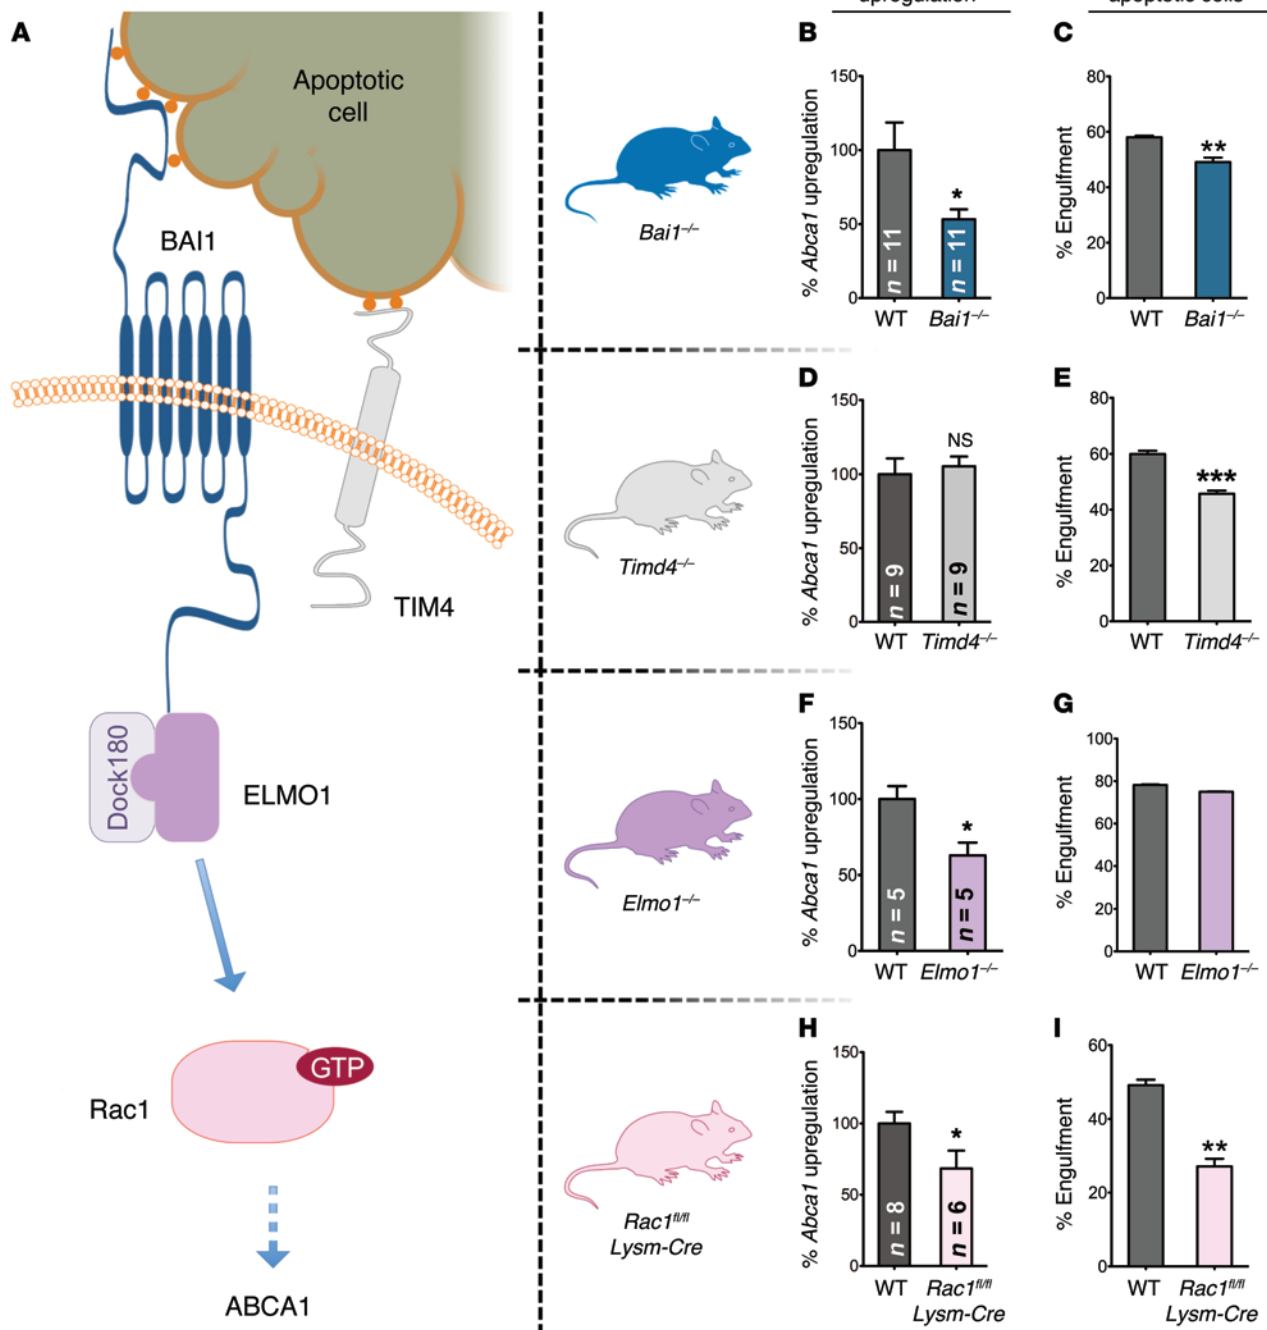 upregulation
apoptotic cells
A
Apoptotic
cell
BAI1
TIM4
Dock180
ELMO1
GTP
Rac1
ABCA1
Bai1–/–
B
% Abca1 upregulation
150
100
50
0
*
n = 11
n = 11
WT
Bai1–/–
C
% Engulfment
80
60
40
20
0
**
WT
Bai1–/–
Timd4–/–
D
% Abca1 upregulation
150
100
50
0
NS
n = 9
n = 9
WT
Timd4–/–
E
% Engulfment
80
60
40
20
0
***
WT
Timd4–/–
Elmo1–/–
F
% Abca1 upregulation
150
100
50
0
*
n = 5
n = 5
WT
Elmo1–/–
G
% Engulfment
100
80
60
40
20
0
WT
Elmo1–/–
Rac1fl/fl
Lysm-Cre
H
% Abca1 upregulation
150
100
50
0
*
n = 8
n = 6
WT
Rac1fl/fl
Lysm-Cre
I
% Engulfment
60
40
20
0
**
WT
Rac1fl/fl
Lysm-Cre